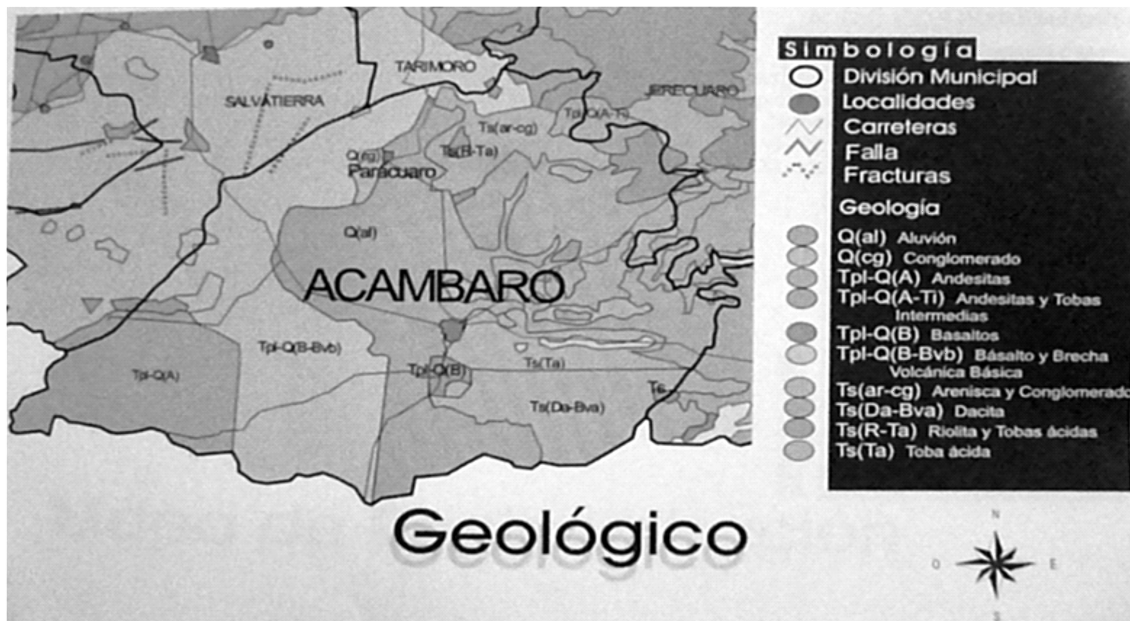 TARIMORO
SALVATIERRA
JERECUARO
Tpl-Q(A-Ti)
Ts(ar-cg)
Ts(R-Ta)
Paracuaro
Q(al)
ACAMBARO
Tpl-Q(B-Bvb)
Tpl-Q(A)
Tpl-Q(B)
Ts(Ta)
Ts
Ts(Da-Bva)
Geológico
Simbología
División Municipal
Localidades
Carreteras
Falla
Fracturas
Geología
Q(al) Aluvión
Q(cg) Conglomerado
Tpl-Q(A) Andesitas
Tpl-Q(A-Ti) Andesitas y Tobas
Intermedias
Tpl-Q(B) Basaltos
Tpl-Q(B-Bvb) Básalto y Brecha
Volcánica Básica
Ts(ar-cg) Arenisca y Conglomerado
Ts(Da-Bva) Dacita
Ts(R-Ta) Riolita y Tobas ácidas
Ts(Ta) Toba ácida
N
O
E
S